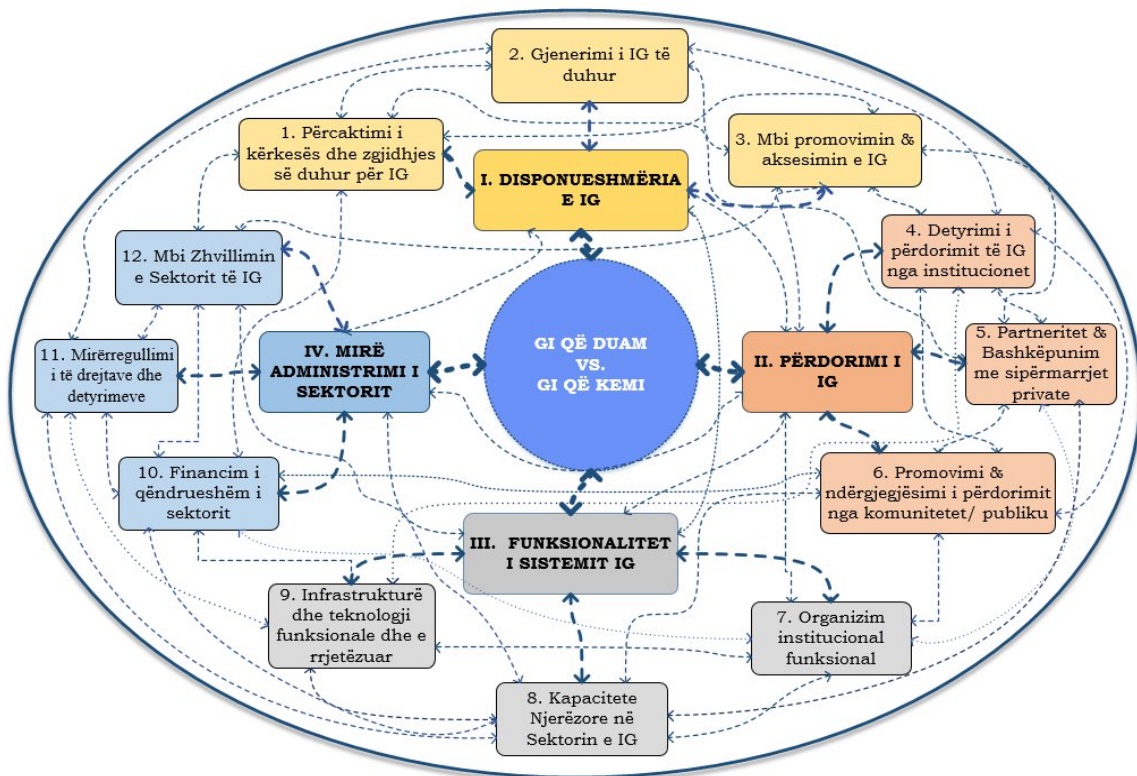 2. Gjenerimi i IG të
duhur
1. Përcaktimi i
kërkesës dhe zgjidhjes
së duhur për IG
3. Mbi promovimin &
aksesimin e IG
I. DISPONUESHMËRIA
E IG
4. Detyrimi i
përdorimit të IG
nga institucionet
12. Mbi Zhvillimin
e Sektorit të IG
GI QË DUAM
VS.
GI QË KEMI
IV. MIRË
ADMINISTRIMI I
SEKTORIT
II. PËRDORIMI I
IG
5. Partneritet &
Bashkëpunim
me sipërmarrjet
private
11. Mirërregullimi
i të drejtave dhe
detyrimeve
10. Financim i
qëndrueshëm i
sektorit
6. Promovimi &
ndërgjegjësimi i përdorimit
nga komunitetet/ publiku
III. FUNKSIONALITET
I SISTEMIT IG
9. Infrastrukturë
dhe teknologji
funksionale dhe e
rrjetëzuar
7. Organizim
institucional
funksional
8. Kapacitete
Njerëzore në
Sektorin e IG